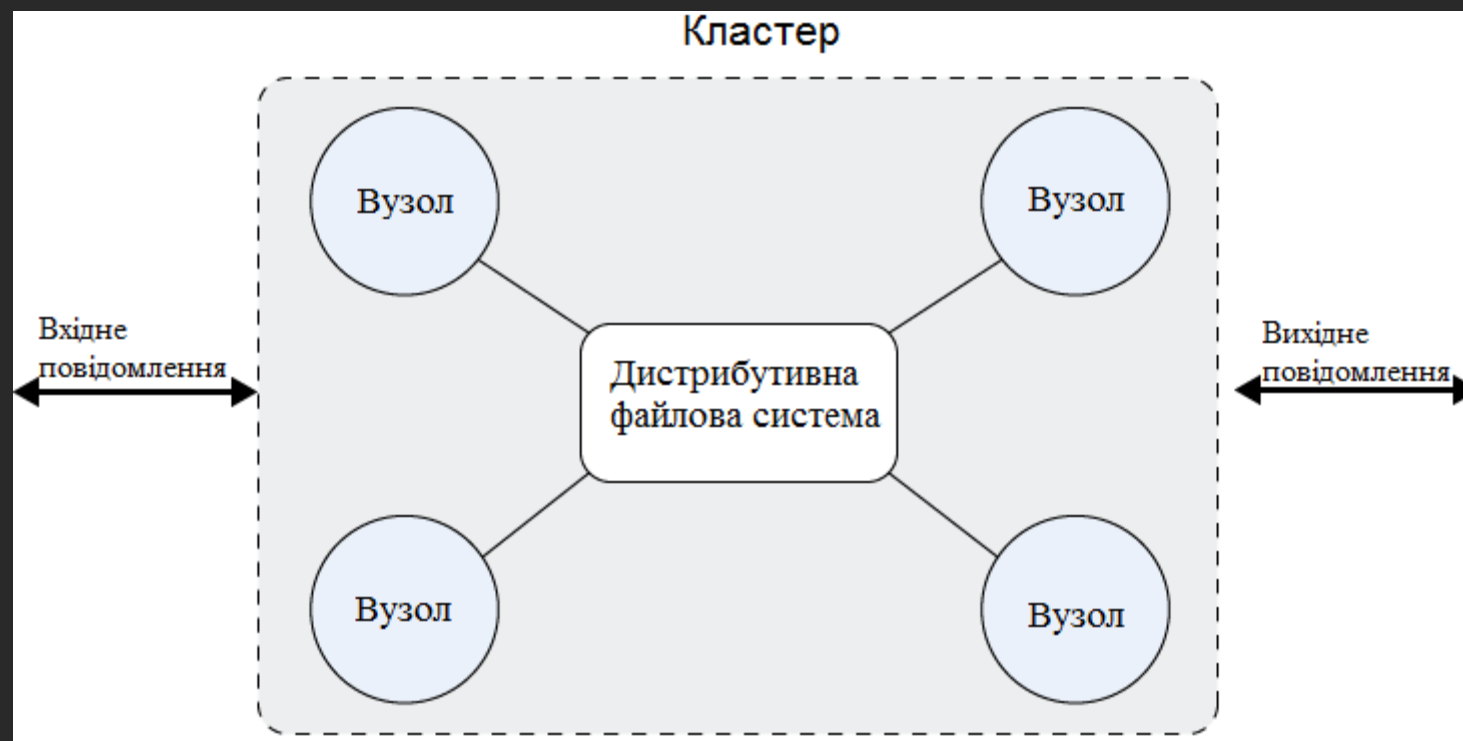 Кластер
Вузол
Вузол
Вхідне
повідомлення
Дистрибутивна
файлова система
Вихідне
повідомлення
Вузол
Вузол